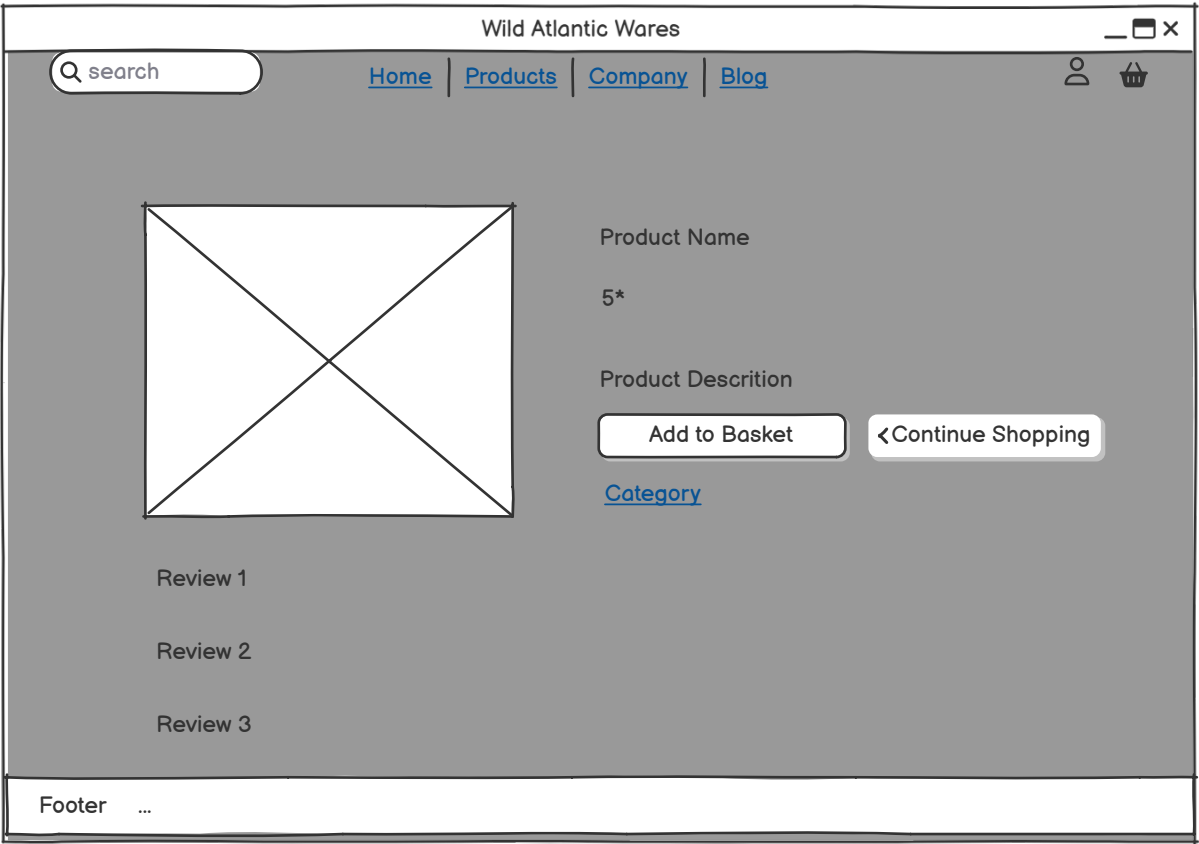 Wild Atlantic Wares
search
Home Products Company Blog
Product Name
5*
Product Descrition
Add to Basket
Continue Shopping
Category
Review 1
Review 2
Review 3
Footer ...